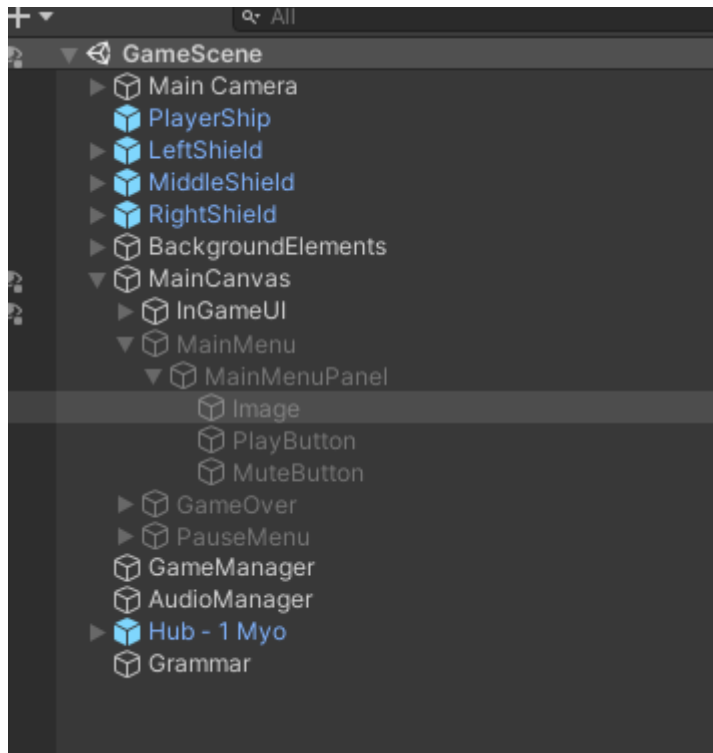 All
GameScene
Main Camera
PlayerShip
LeftShield
MiddleShield
RightShield
BackgroundElements
MainCanvas
InGameUI
MainMenu
MainMenuPanel
Image
PlayButton
MuteButton
GameOver
PauseMenu
GameManager
AudioManager
Hub - 1 Myo
Grammar